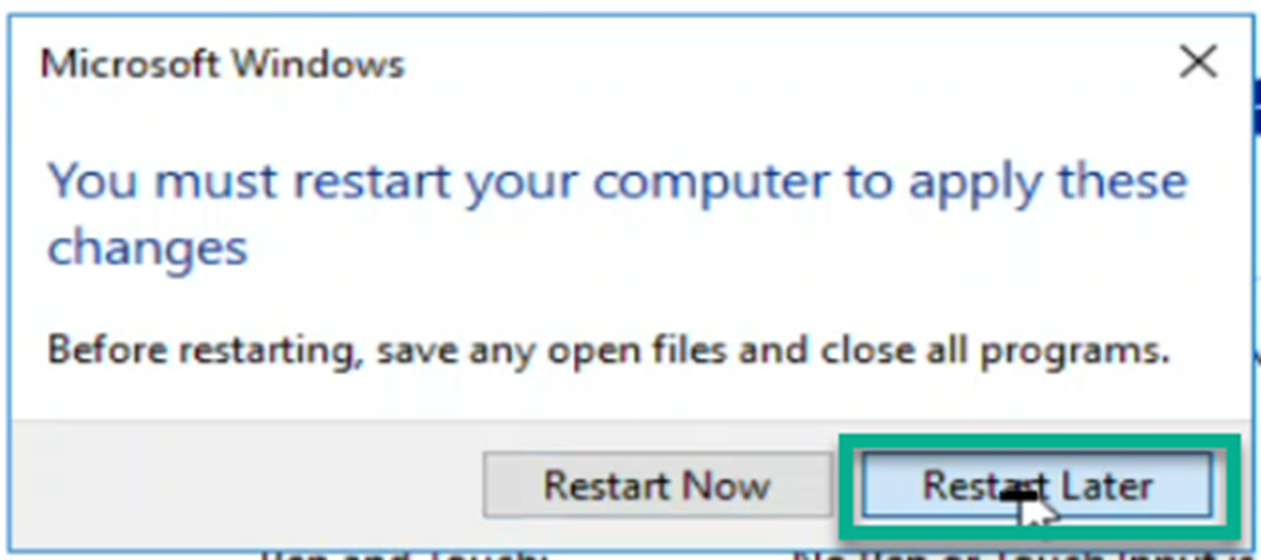 Microsoft Windows
You must restart your computer to apply these
changes
Before restarting, save any open files and close all programs.
Restart Now
Restart Later